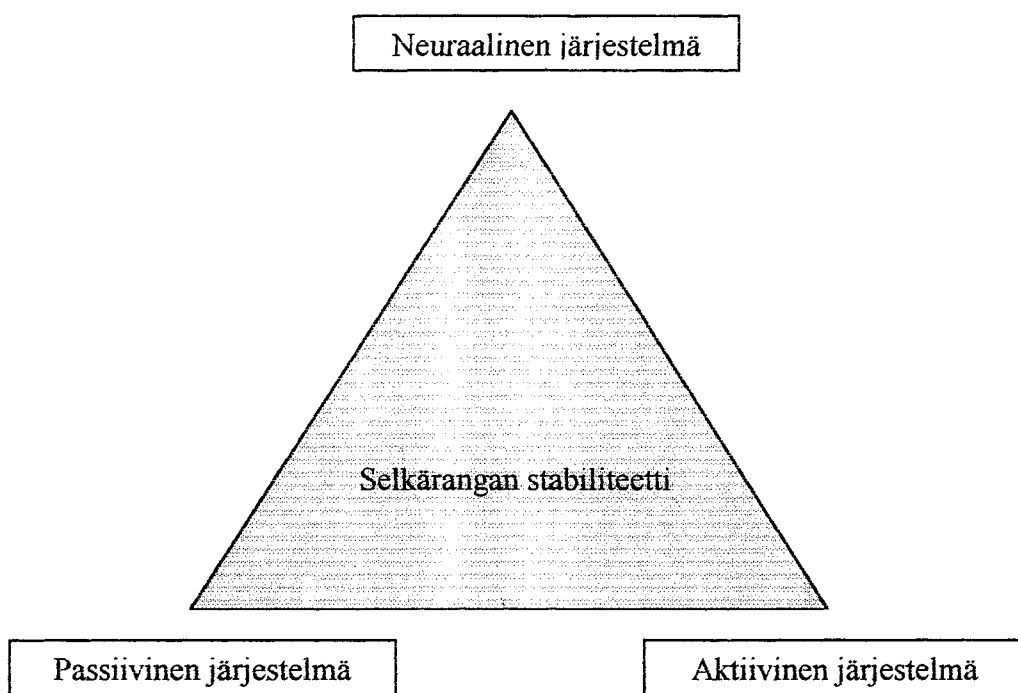 Neuraalinen järjestelmä
Selkärangan stabiliteetti
Passiivinen järjestelmä
Aktiivinen järjestelmä